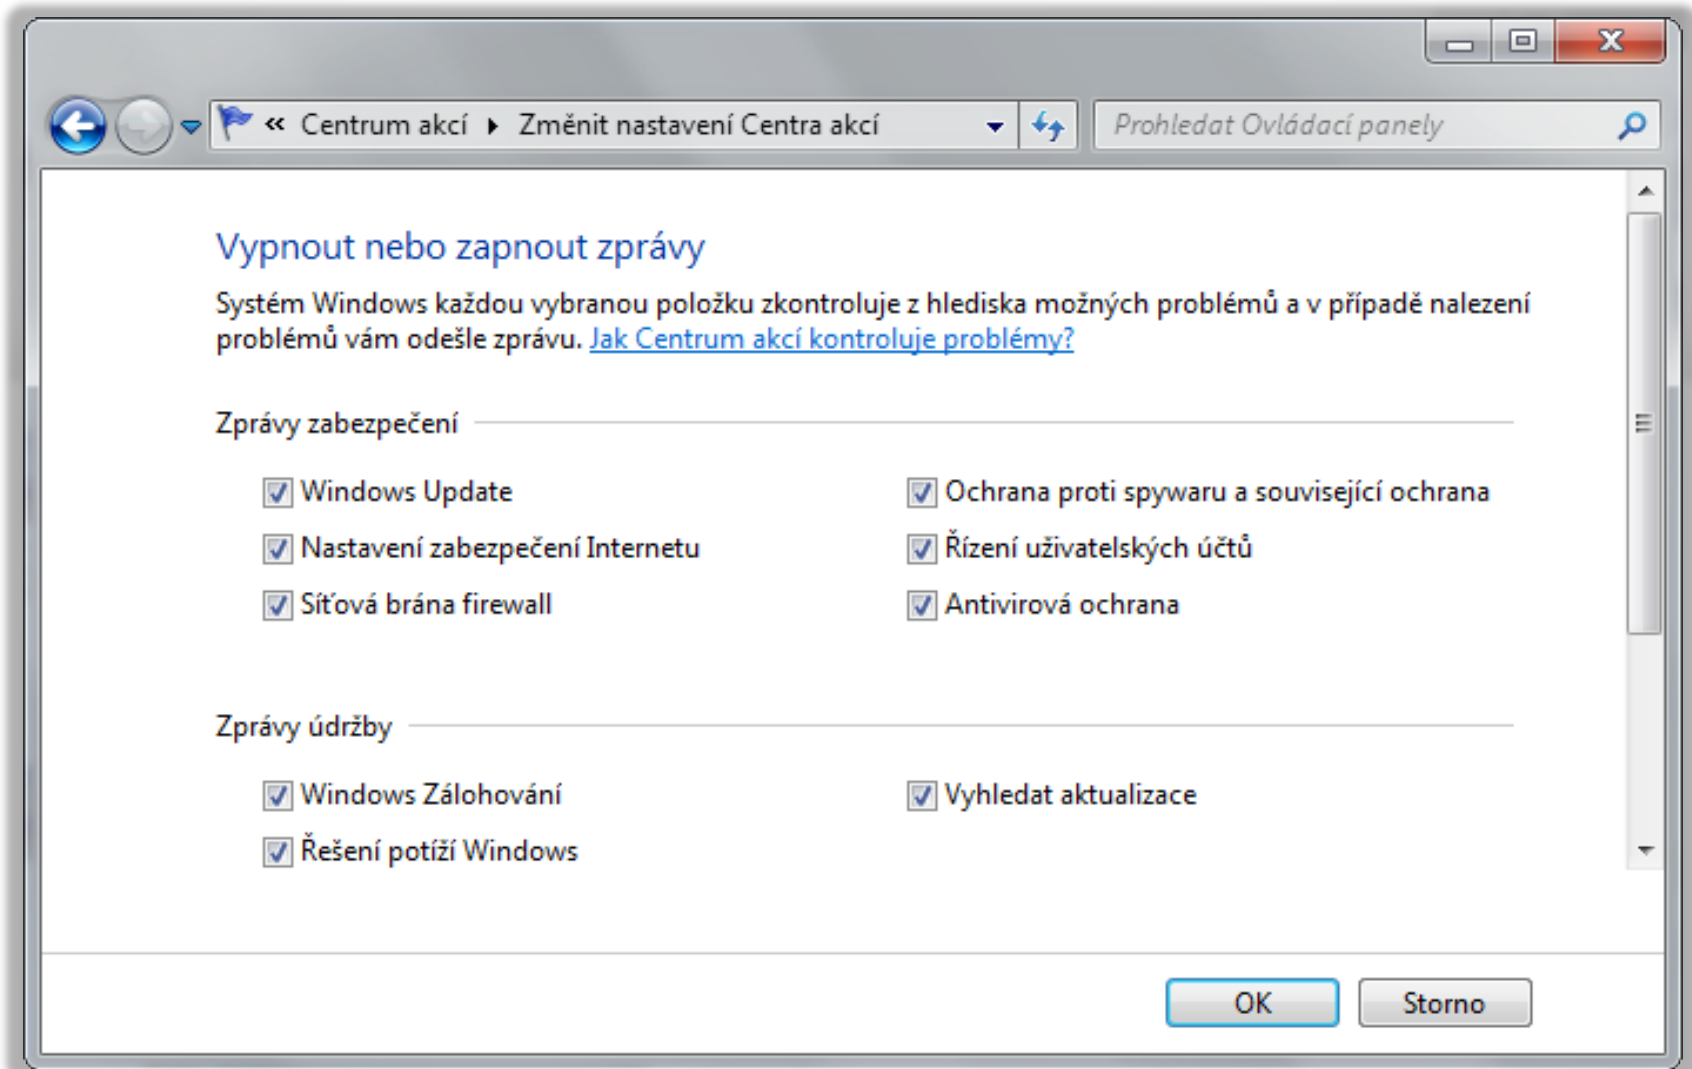 « Centrum akcí ▸ Změnit nastavení Centra akcí
Prohledat Ovládací panely
Vypnout nebo zapnout zprávy
Systém Windows každou vybranou položku zkontroluje z hlediska možných problémů a v případě nalezení
problémů vám odešle zprávu. Jak Centrum akcí kontroluje problémy?
Zprávy zabezpečení
Windows Update
Ochrana proti spywaru a související ochrana
Nastavení zabezpečení Internetu
Řízení uživatelských účtů
Síťová brána firewall
Antivirová ochrana
Zprávy údržby
Windows Zálohování
Vyhledat aktualizace
Řešení potíží Windows
OK
Storno